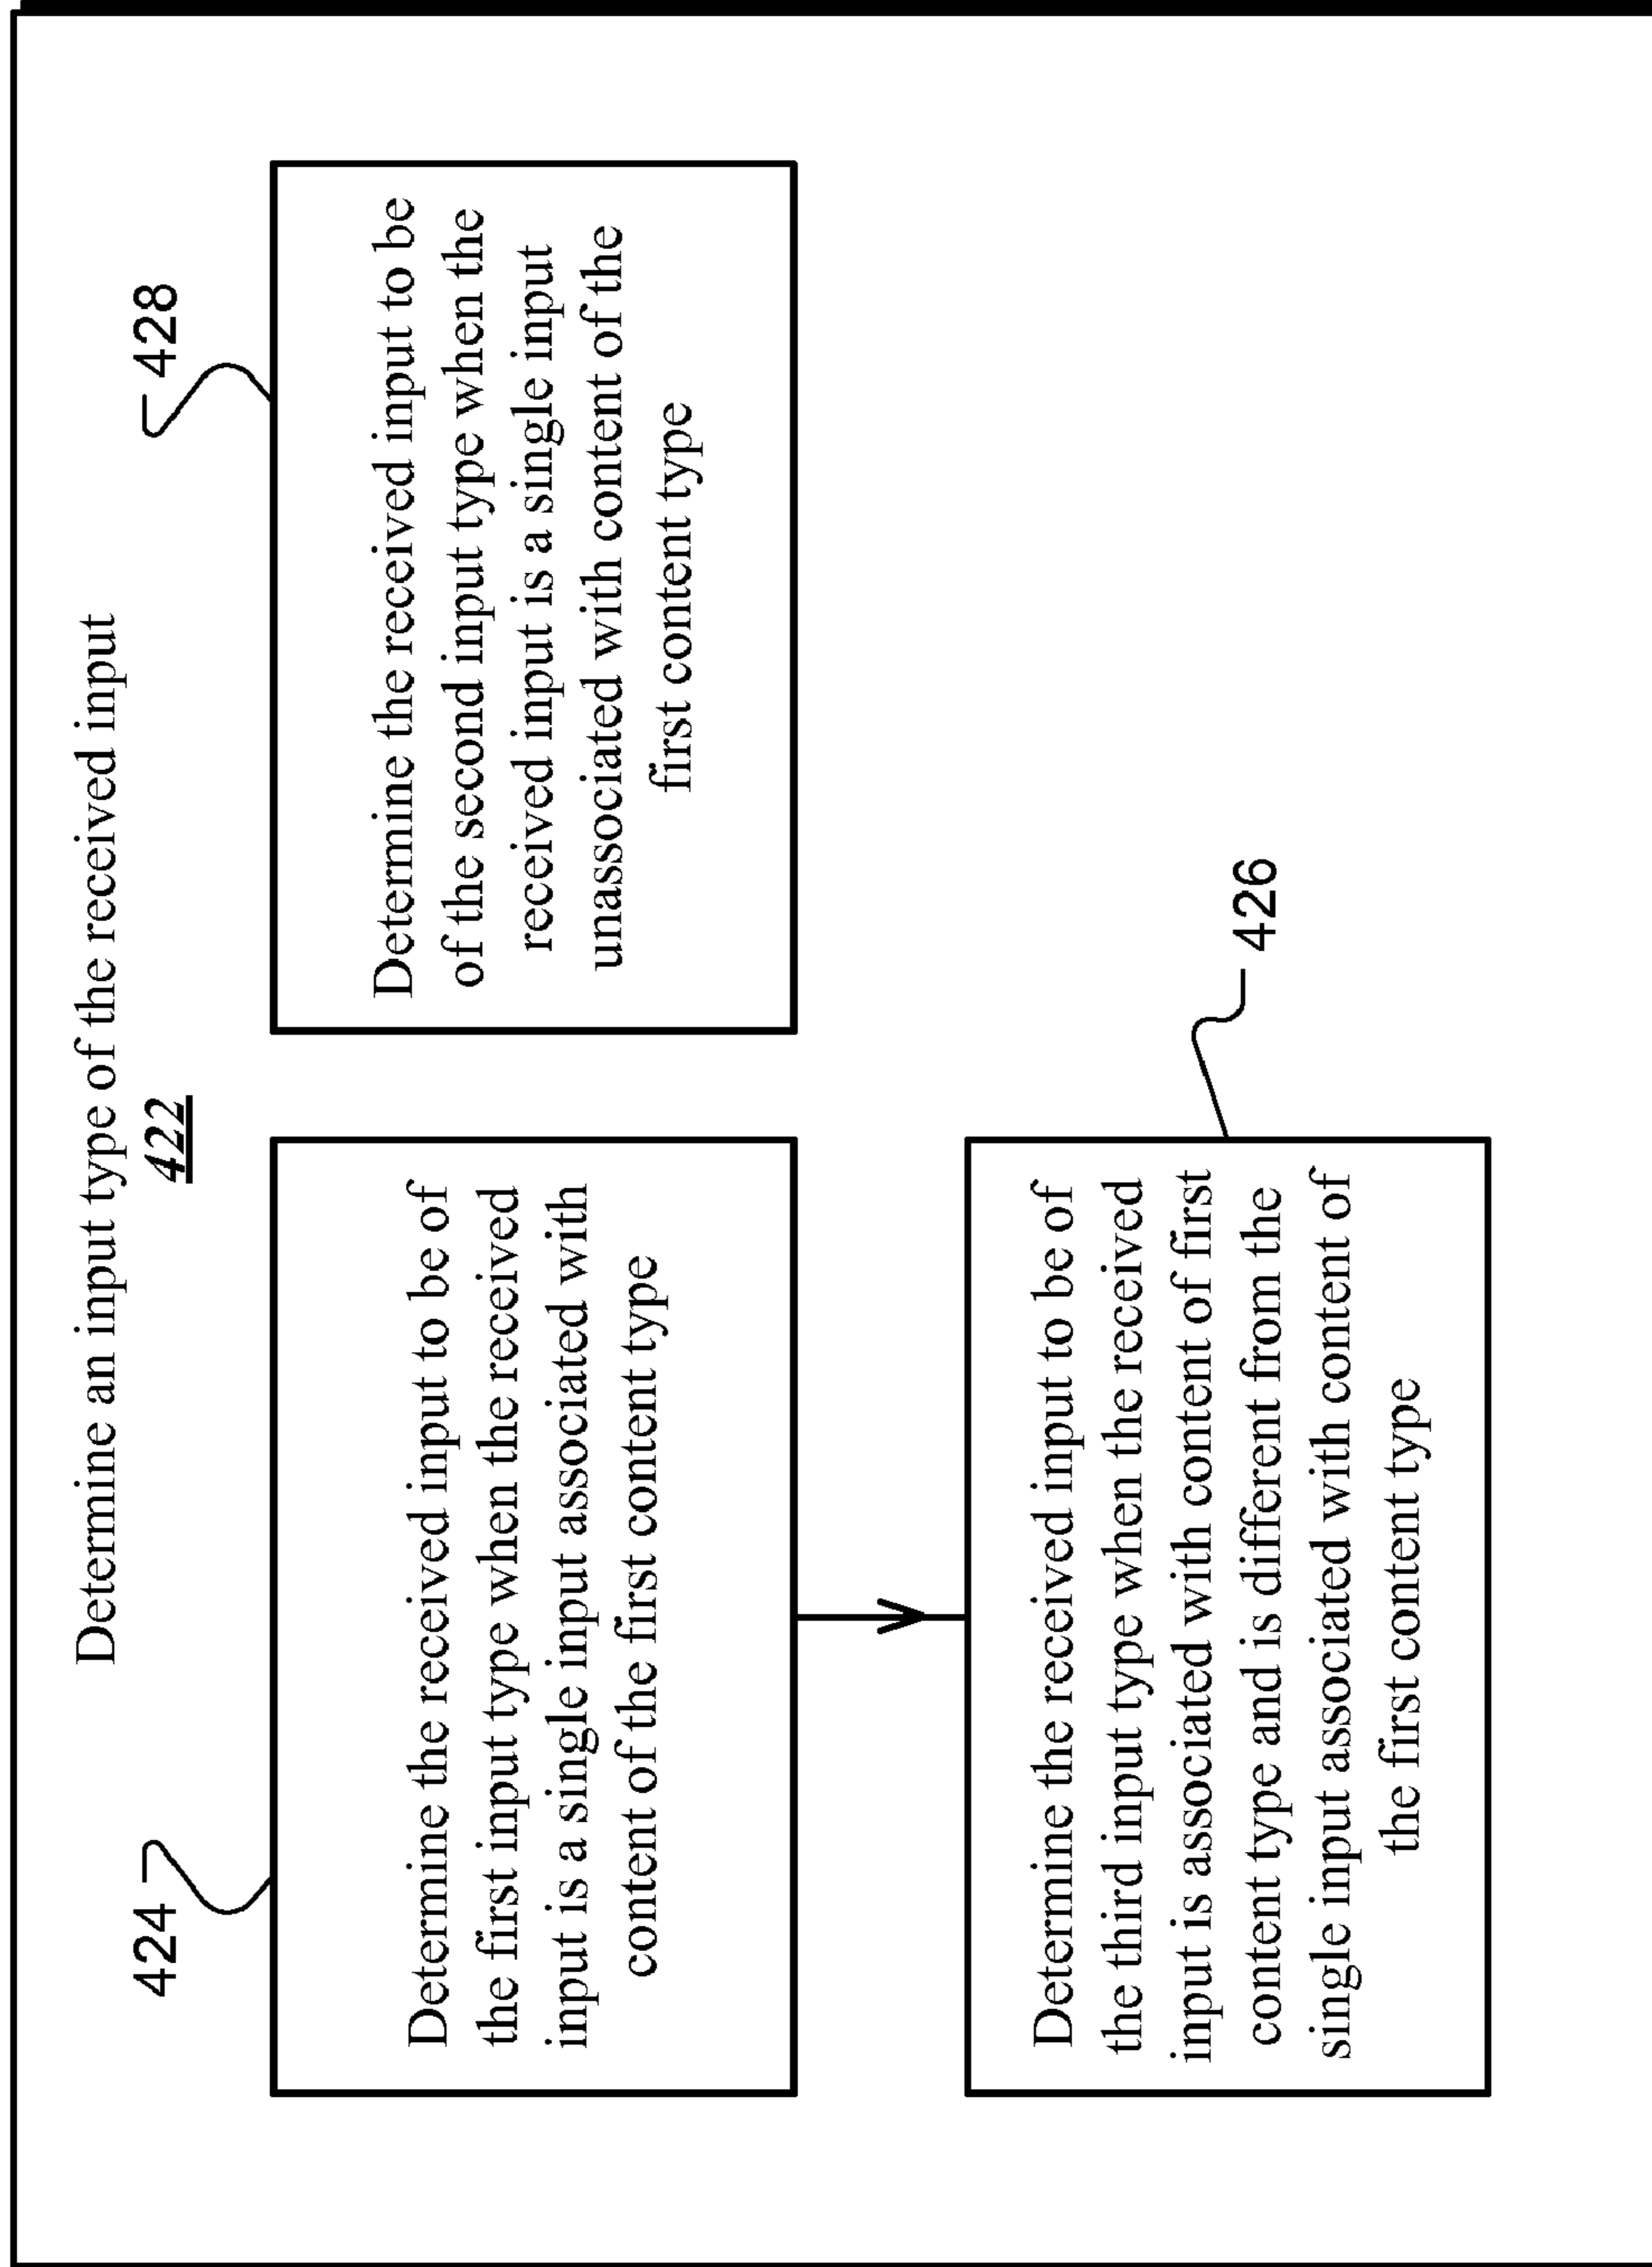 Determine an input type of the received input
422
424
Determine the received input to be of
the first input type when the received
input is a single input associated with
content of the first content type
428
Determine the received input to be
of the second input type when the
received input is a single input
unassociated with content of the
first content type
Determine the received input to be of
the third input type when the received
input is associated with content of first
content type and is different from the
single input associated with content of
the first content type
426